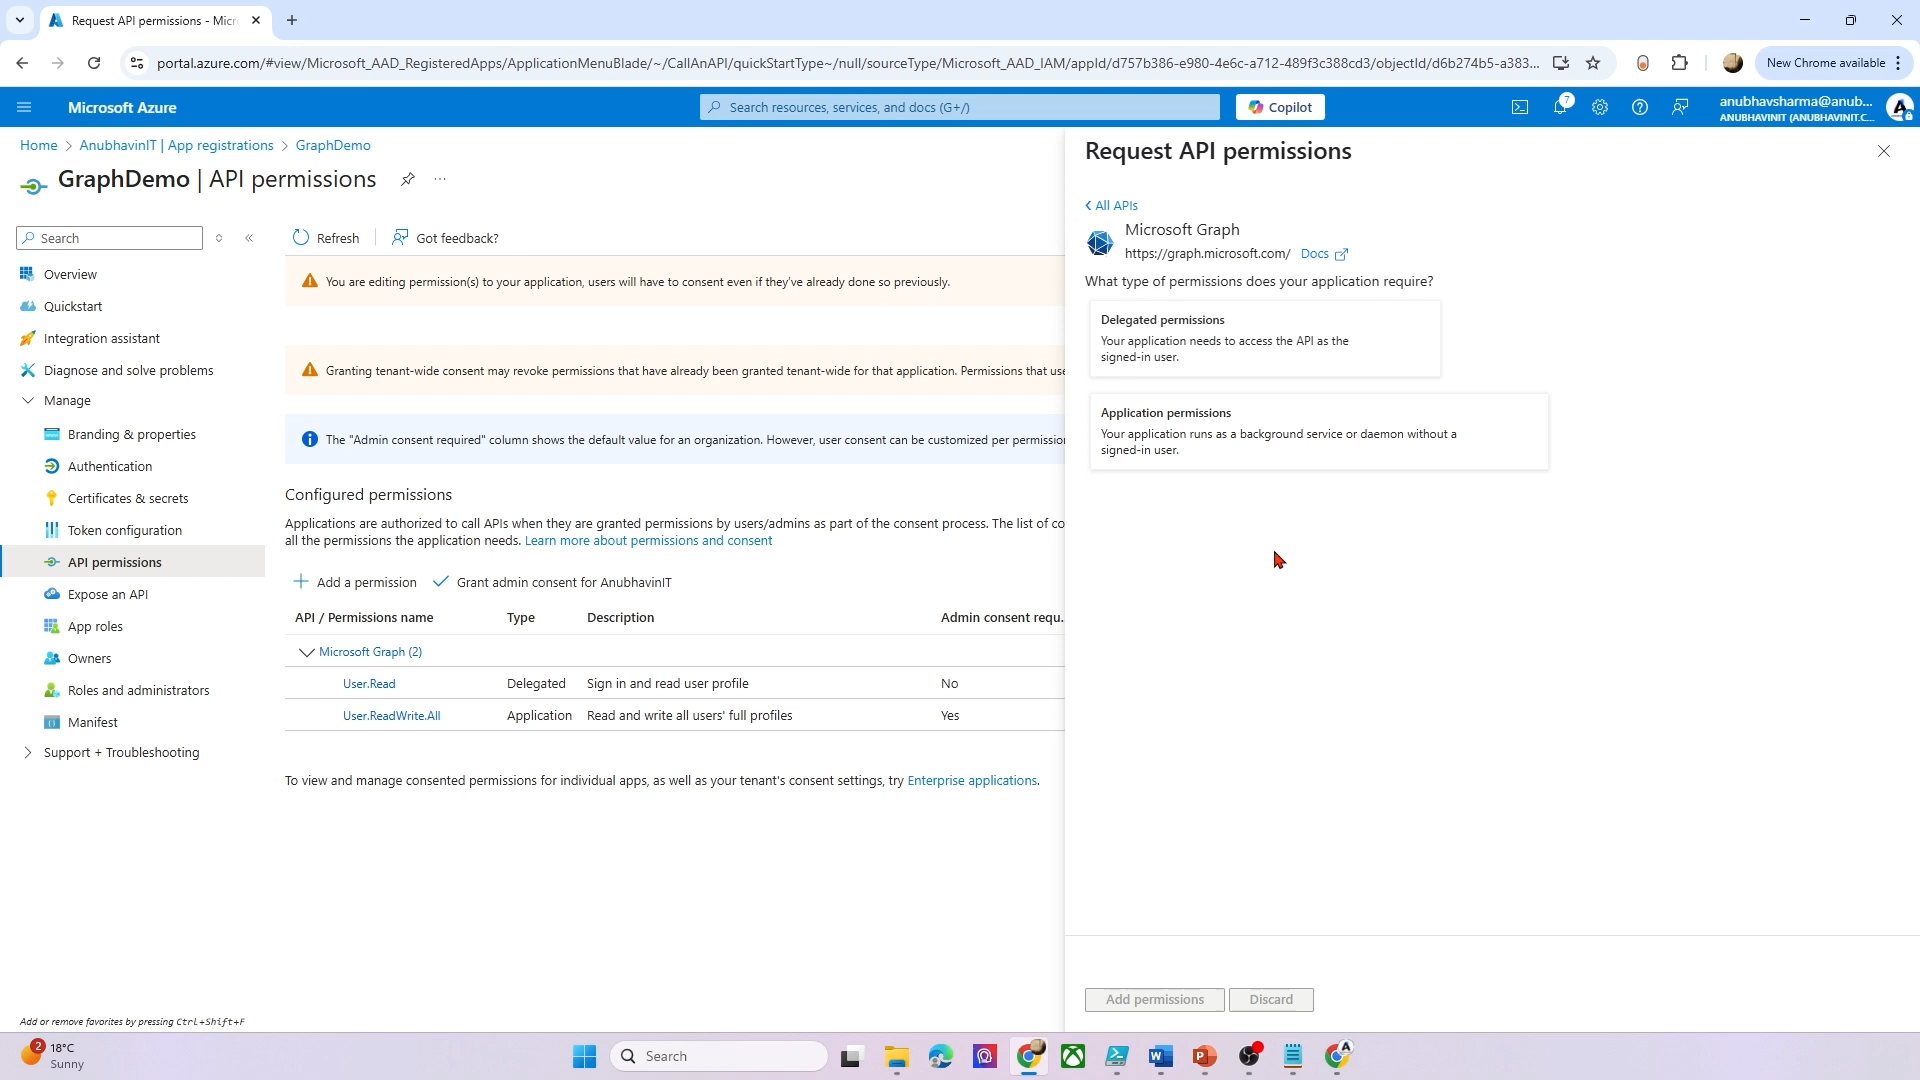 Request API permissions - Micr
portal.azure.com/#view/Microsoft_AAD_RegisteredApps/ApplicationMenuBlade/~/CallAnAPI/quickStartType~/null/sourceType/Microsoft_AAD_IAM/appId/d757b386-e980-4e6c-a712-489f3c388cd3/objectId/d6b274b5-a383...
New Chrome available
Microsoft Azure
Search resources, services, and docs (G+/)
Copilot
7
anubhavsharma@anub...
ANUBHAVINIT (ANUBHAVINIT.C...
Home > AnubhavinIT | App registrations > GraphDemo
GraphDemo | API permissions
...
Search
Refresh
Got feedback?
Overview
Quickstart
Integration assistant
Diagnose and solve problems
Manage
Branding & properties
Authentication
Certificates & secrets
Token configuration
API permissions
Expose an API
App roles
Owners
Roles and administrators
Manifest
Support + Troubleshooting
Add or remove favorites by pressing Ctrl+Shift+F
You are editing permission(s) to your application, users will have to consent even if they've already done so previously.
Granting tenant-wide consent may revoke permissions that have already been granted tenant-wide for that application. Permissions that use
The "Admin consent required" column shows the default value for an organization. However, user consent can be customized per permission
Configured permissions
Applications are authorized to call APIs when they are granted permissions by users/admins as part of the consent process. The list of co
all the permissions the application needs. Learn more about permissions and consent
Add a permission
Grant admin consent for AnubhavinIT
API / Permissions name Type Description Admin consent requ...
Microsoft Graph (2)
User.Read Delegated Sign in and read user profile No
User.ReadWrite.All Application Read and write all users' full profiles Yes
To view and manage consented permissions for individual apps, as well as your tenant's consent settings, try Enterprise applications.
Request API permissions
All APIs
Microsoft Graph
https://graph.microsoft.com/ Docs
What type of permissions does your application require?
Delegated permissions
Your application needs to access the API as the
signed-in user.
Application permissions
Your application runs as a background service or daemon without a
signed-in user.
Add permissions
Discard
2
18°C
Sunny
Search